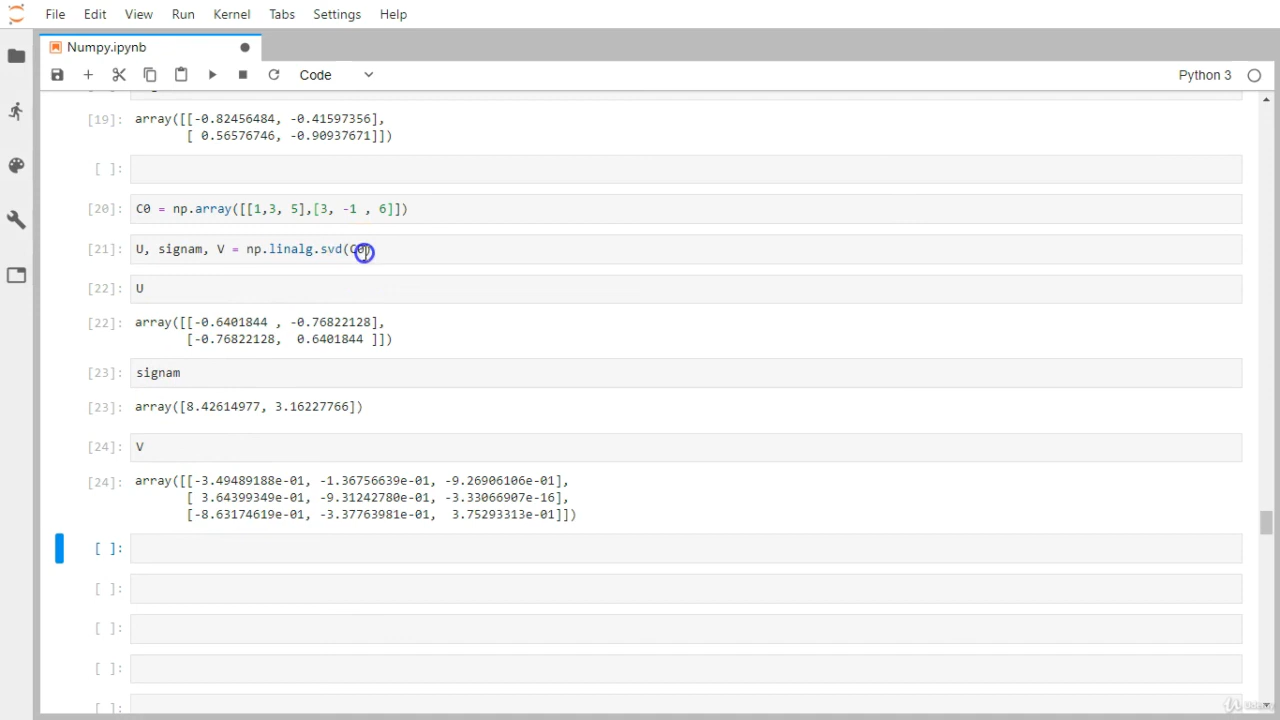 File Edit View Run Kernel Tabs Settings Help
Numpy.ipynb
Code Python 3
[19]: array([[-0.82456484, -0.41597356],
[ 0.56576746, -0.90937671]])
[ ]:
[20]: C0 = np.array([[1,3, 5],[3, -1 , 6]])
[21]: U, signam, V = np.linalg.svd(C0)
[22]: U
[22]: array([[-0.6401844 , -0.76822128],
[-0.76822128,  0.6401844 ]])
[23]: signam
[23]: array([8.42614977, 3.16227766])
[24]: V
[24]: array([[-3.49489188e-01, -1.36756639e-01, -9.26906106e-01],
[ 3.64399349e-01, -9.31242780e-01, -3.33066907e-16],
[-8.63174619e-01, -3.37763981e-01,  3.75293313e-01]])
[ ]:
[ ]:
[ ]:
[ ]:
[ ]: